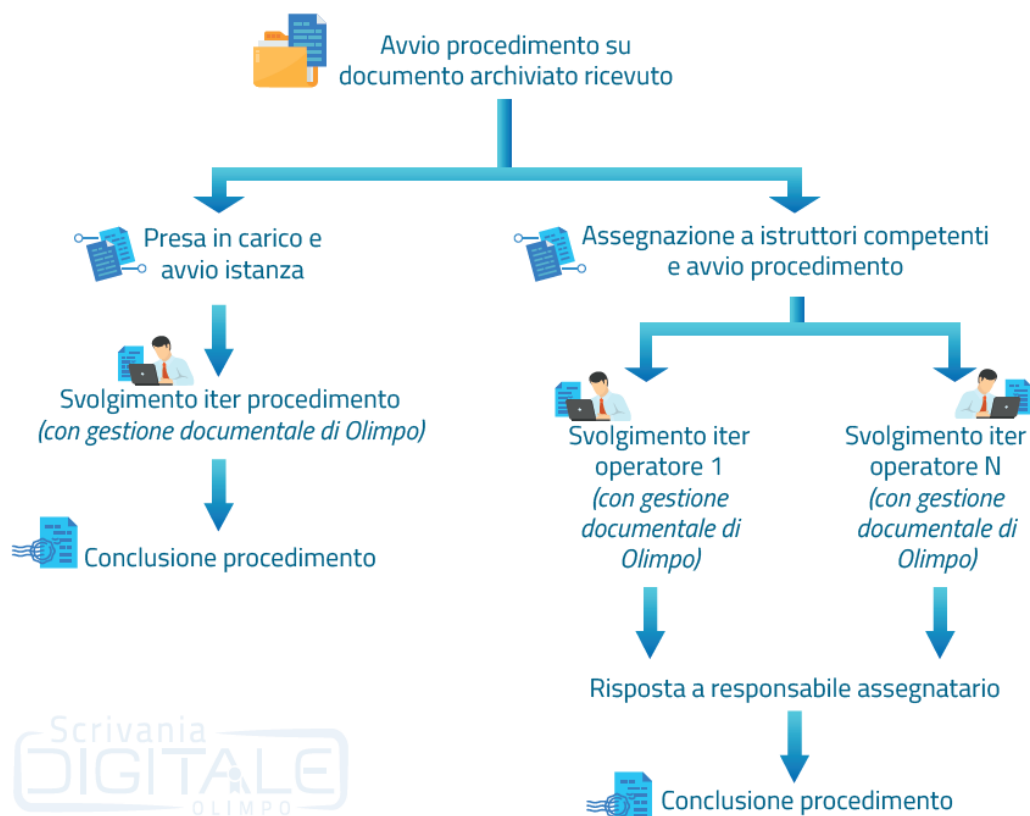 Avvio procedimento su
documento archiviato ricevuto
Presa in carico e
avvio istanza
Assegnazione a istruttori competenti
e avvio procedimento
Svolgimento iter procedimento
(con gestione documentale di Olimpo)
Svolgimento iter
operatore 1
(con gestione
documentale di
Olimpo)
Svolgimento iter
operatore N
(con gestione
documentale di
Olimpo)
Conclusione procedimento
Risposta a responsabile assegnatario
Conclusione procedimento
Scrivania
DIGITALE
OLIMPO